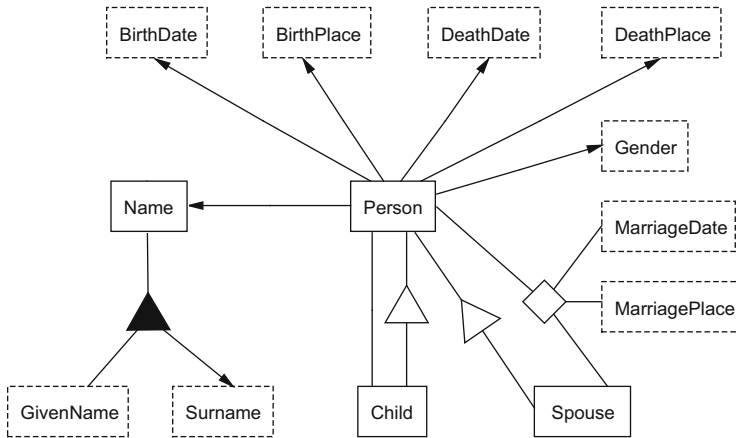 BirthDate
BirthPlace
DeathDate
DeathPlace
Gender
Name
Person
MarriageDate
MarriagePlace
GivenName
Surname
Child
Spouse